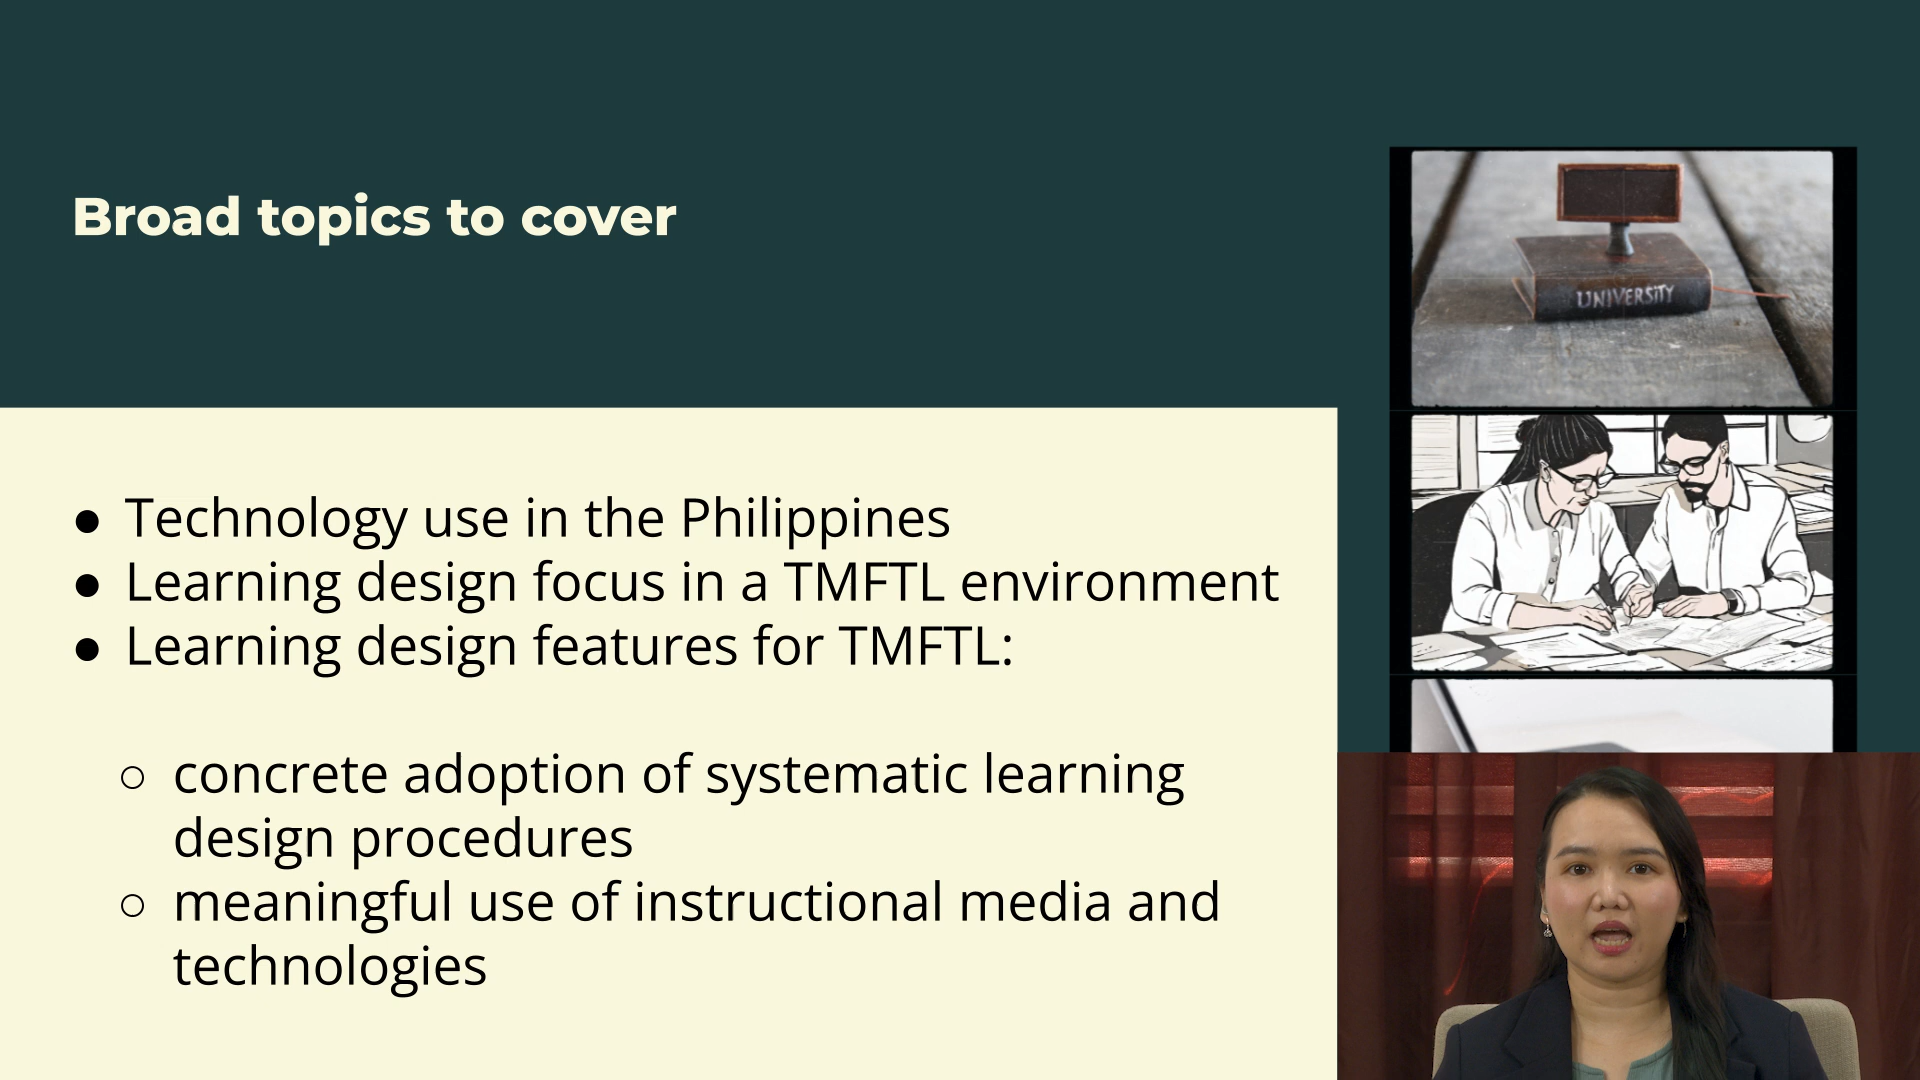 Broad topics to cover
UNIVERSITY
● Technology use in the Philippines
● Learning design focus in a TMFTL environment
● Learning design features for TMFTL:
○ concrete adoption of systematic learning
design procedures
○ meaningful use of instructional media and
technologies